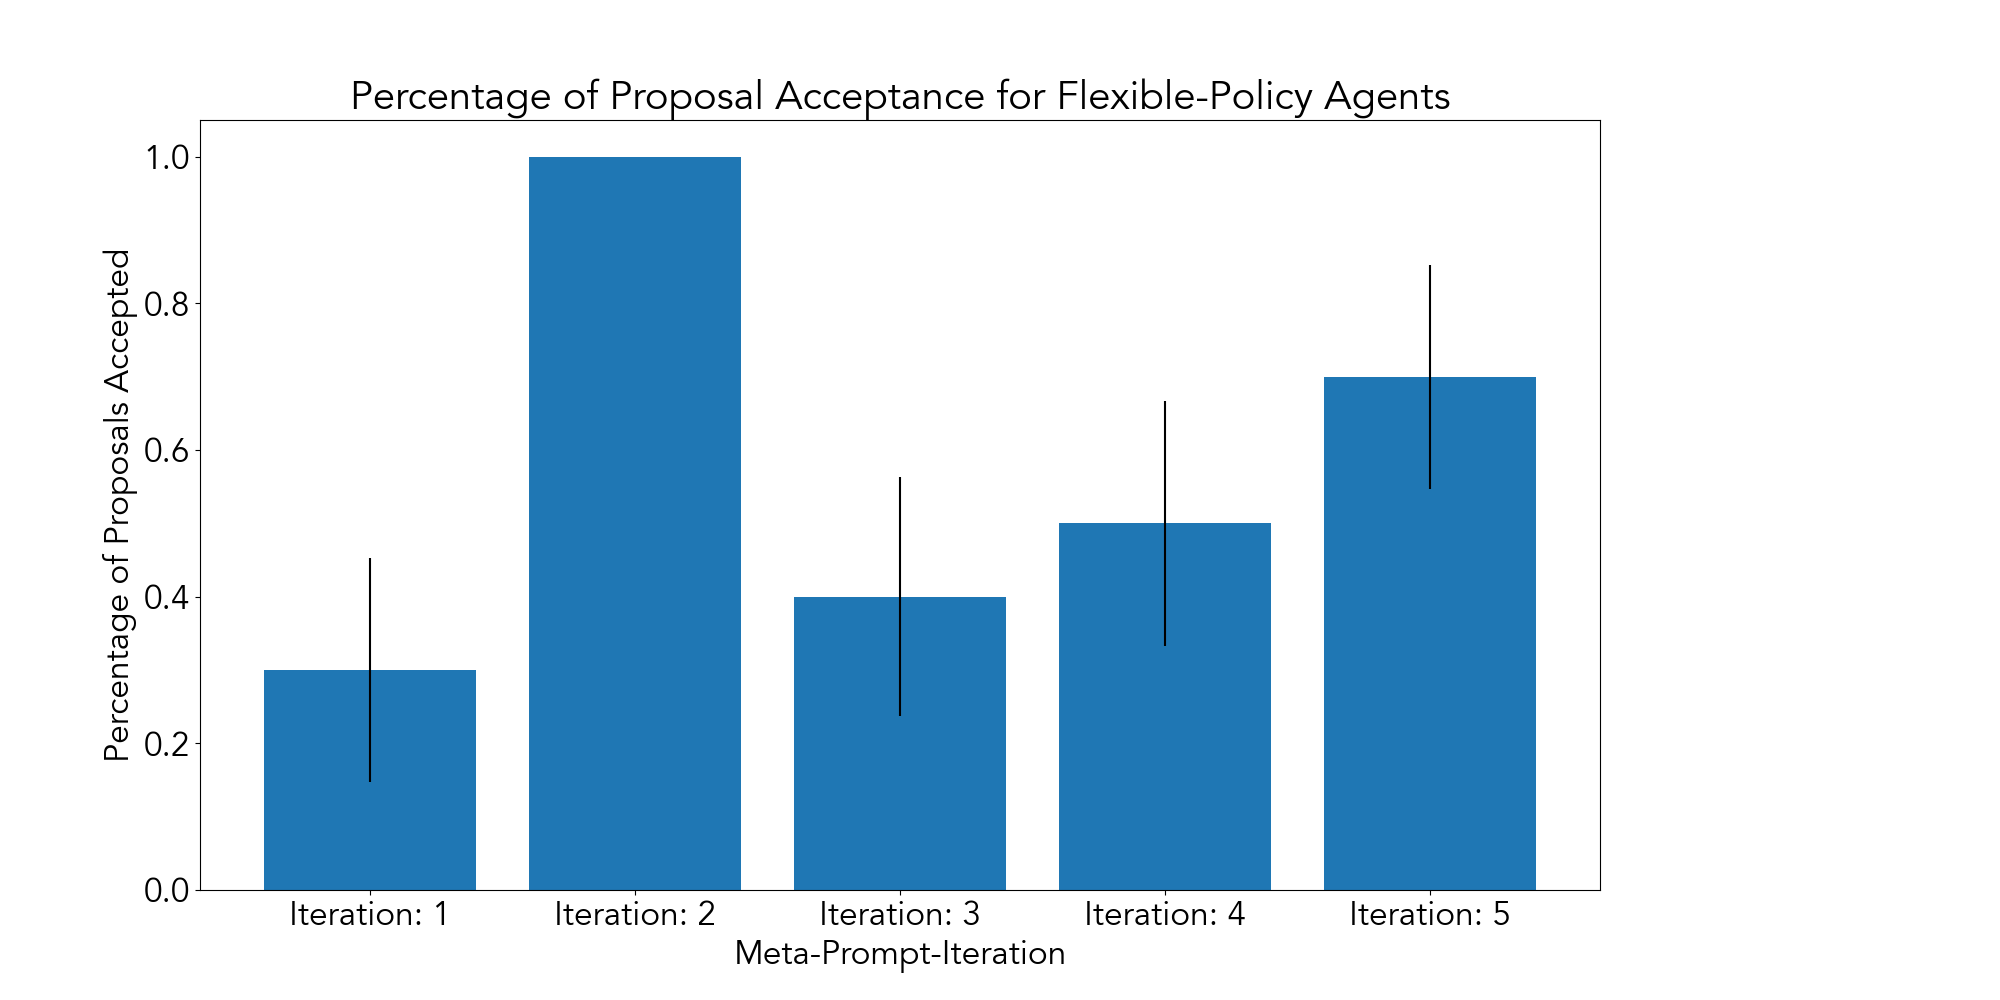 Percentage of Proposal Acceptance for Flexible-Policy Agents
Percentage of Proposals Accepted
1.0
0.8
0.6
0.4
0.2
0.0
Iteration: 1
Iteration: 2
Iteration: 3
Iteration: 4
Iteration: 5
Meta-Prompt-Iteration